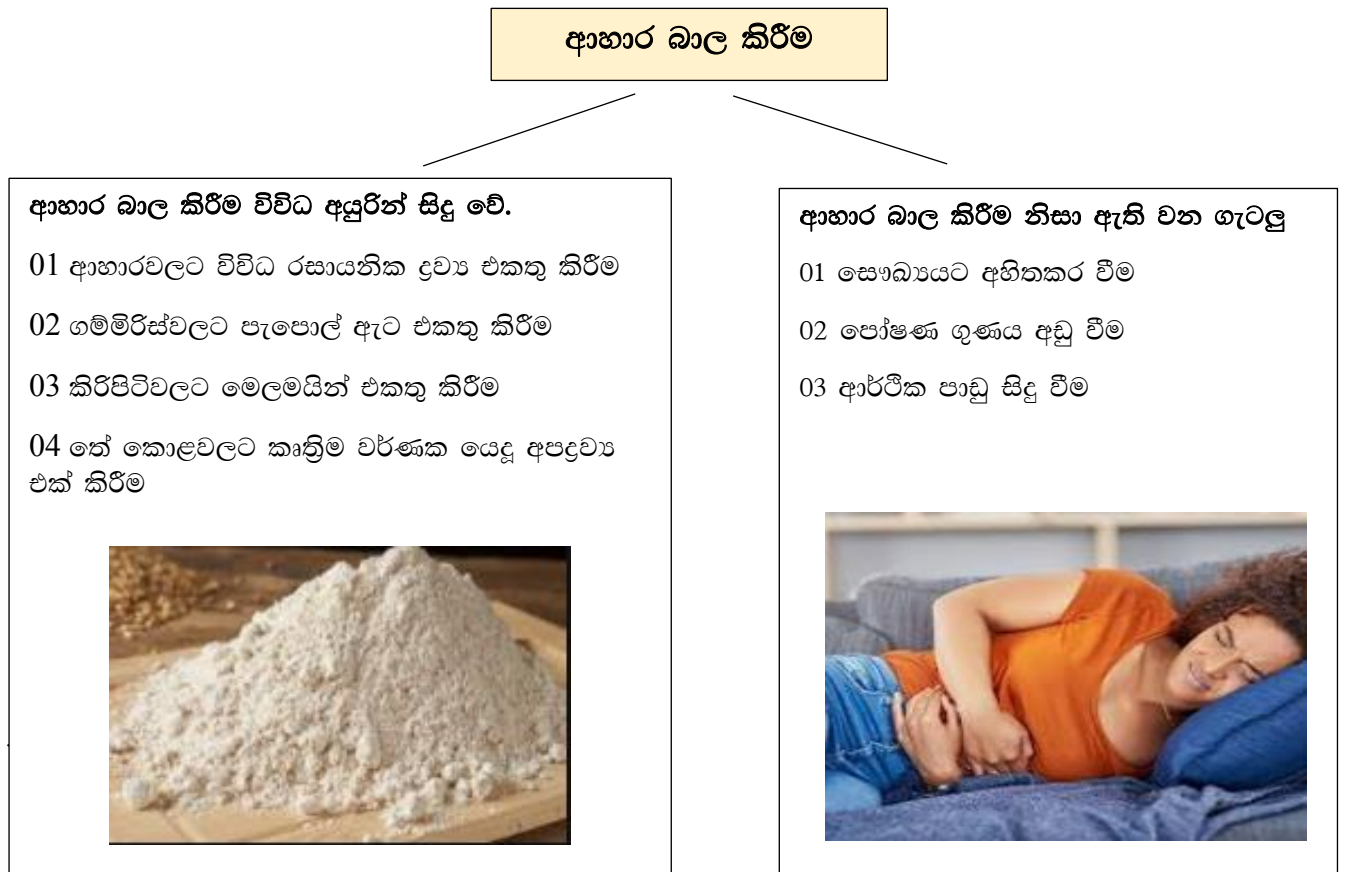 ආහාර බාල කිරීම
ආහාර බාල කිරීම විවිධ අයුරින් සිදු වේ.
01 ආහාරවලට විවිධ රසායනික ද්‍රව්‍ය එකතු කිරීම
02 ගම්මිරිස්වලට පැපොල් ඇට එකතු කිරීම
03 කිරිපිටිවලට මෙලමයින් එකතු කිරීම
04 තේ කොළවලට කෘත්‍රිම වර්ණක යෙදූ අපද්‍රව්‍ය
එක් කිරීම
ආහාර බාල කිරීම නිසා ඇති වන ගැටලු
01 සෞඛ්‍යයට අහිතකර වීම
02 පෝෂණ ගුණය අඩු වීම
03 ආර්ථික පාඩු සිදු වීම